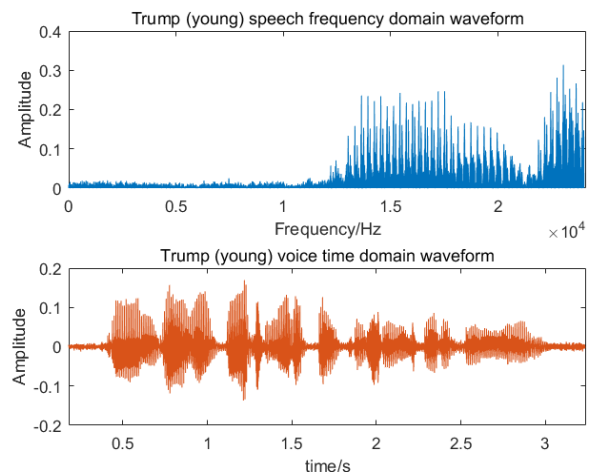 Trump (young) speech frequency domain waveform
0.4
0.3
0.2
0.1
0
Amplitude
0 0.5 1 1.5 2
Frequency/Hz
×10⁴
Trump (young) voice time domain waveform
0.2
0.1
0
-0.1
-0.2
Amplitude
0.5 1 1.5 2 2.5 3
time/s